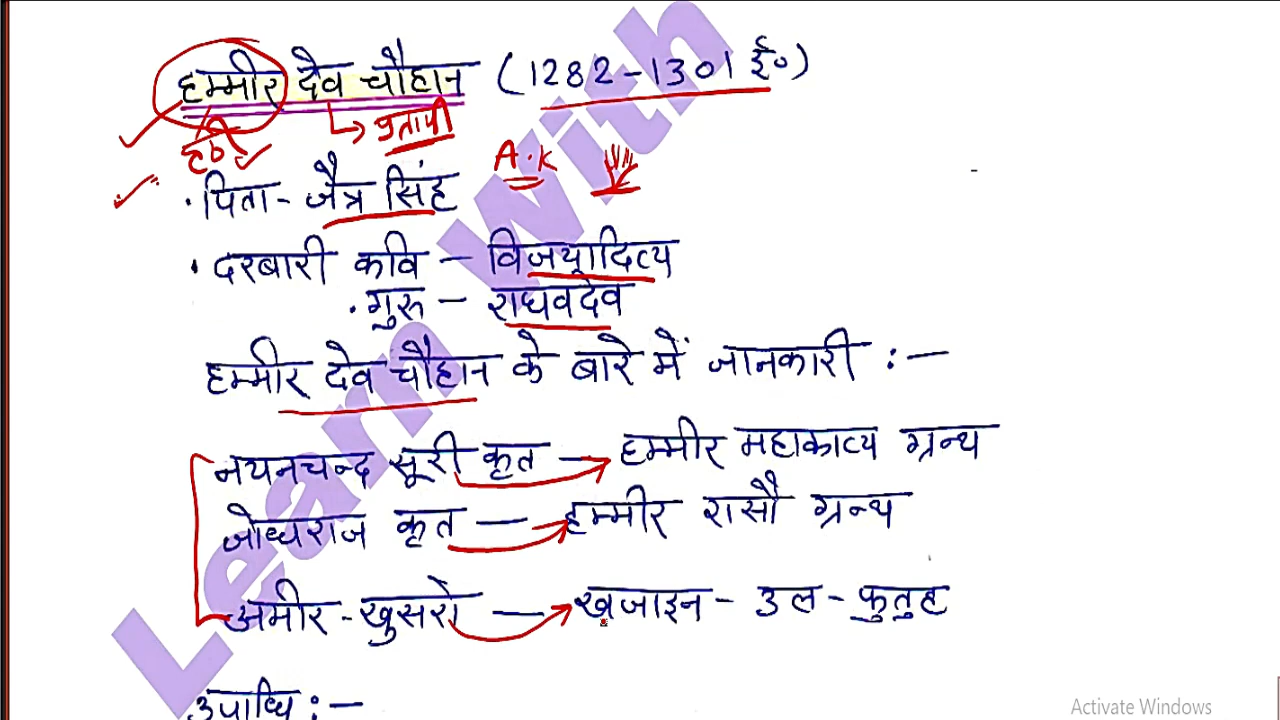 हम्मीर देव चौहान (1282-1301 ई०)
हठी → प्रतापी
A.K
·पिता- जैत्र सिंह
· दरबारी कवि - विजयादित्य
·गुरु - राघवदेव
हम्मीर देव चौहान के बारे में जानकारी :-
नयनचन्द सूरी कृत → हम्मीर महाकाव्य ग्रन्थ
जोधराज कृत → हम्मीर रासौ ग्रन्थ
अमीर-खुसरो → खजाइन-उल-फुतुह
उपाधि :-
Learn With
Activate Windows